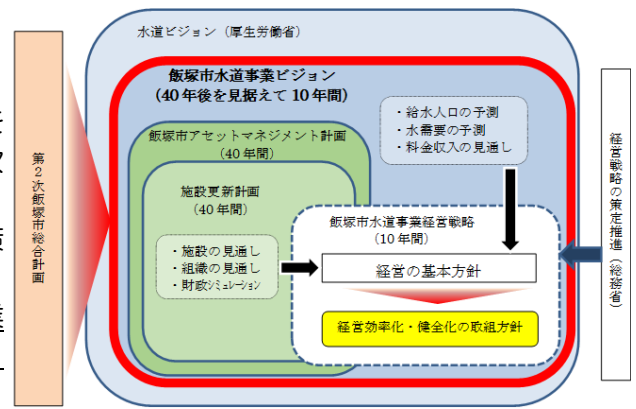 水道ビジョン（厚生労働省）
飯塚市水道事業ビジョン
（40年後を見据えて10年間）
・給水人口の予測
・水需要の予測
・料金収入の見通し
飯塚市アセットマネジメント計画
（40年間）
施設更新計画
（40年間）
・施設の見通し
・組織の見通し
・財政ｼﾐｭﾚｰｼｮﾝ
飯塚市水道事業経営戦略
（10年間）
経営の基本方針
経営効率化・健全化の取組方針
第２次飯塚市総合計画
経営戦略の策定推進（総務省）